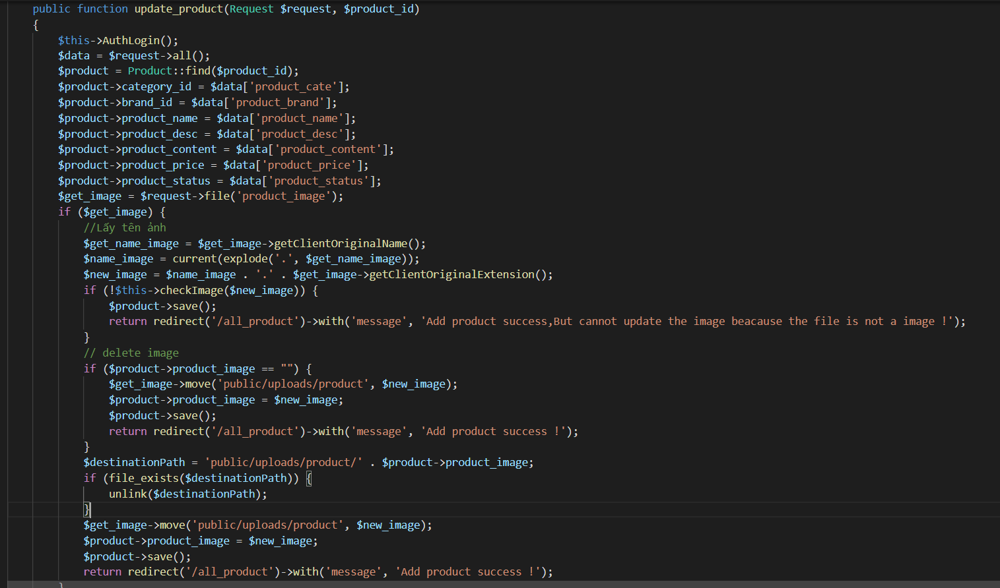 public function update_product(Request $request, $product_id)
{
$this->AuthLogin();
$data = $request->all();
$product = Product::find($product_id);
$product->category_id = $data['product_cate'];
$product->brand_id = $data['product_brand'];
$product->product_name = $data['product_name'];
$product->product_desc = $data['product_desc'];
$product->product_content = $data['product_content'];
$product->product_price = $data['product_price'];
$product->product_status = $data['product_status'];
$get_image = $request->file('product_image');
if ($get_image) {
//Lấy tên ảnh
$get_name_image = $get_image->getClientOriginalName();
$name_image = current(explode('.', $get_name_image));
$new_image = $name_image . '.' . $get_image->getClientOriginalExtension();
if (!$this->checkImage($new_image)) {
$product->save();
return redirect('/all_product')->with('message', 'Add product success,But cannot update the image beacause the file is not a image !');
}
// delete image
if ($product->product_image == "") {
$get_image->move('public/uploads/product', $new_image);
$product->product_image = $new_image;
$product->save();
return redirect('/all_product')->with('message', 'Add product success !');
}
$destinationPath = 'public/uploads/product/' . $product->product_image;
if (file_exists($destinationPath)) {
unlink($destinationPath);
}
$get_image->move('public/uploads/product', $new_image);
$product->product_image = $new_image;
$product->save();
return redirect('/all_product')->with('message', 'Add product success !');
}